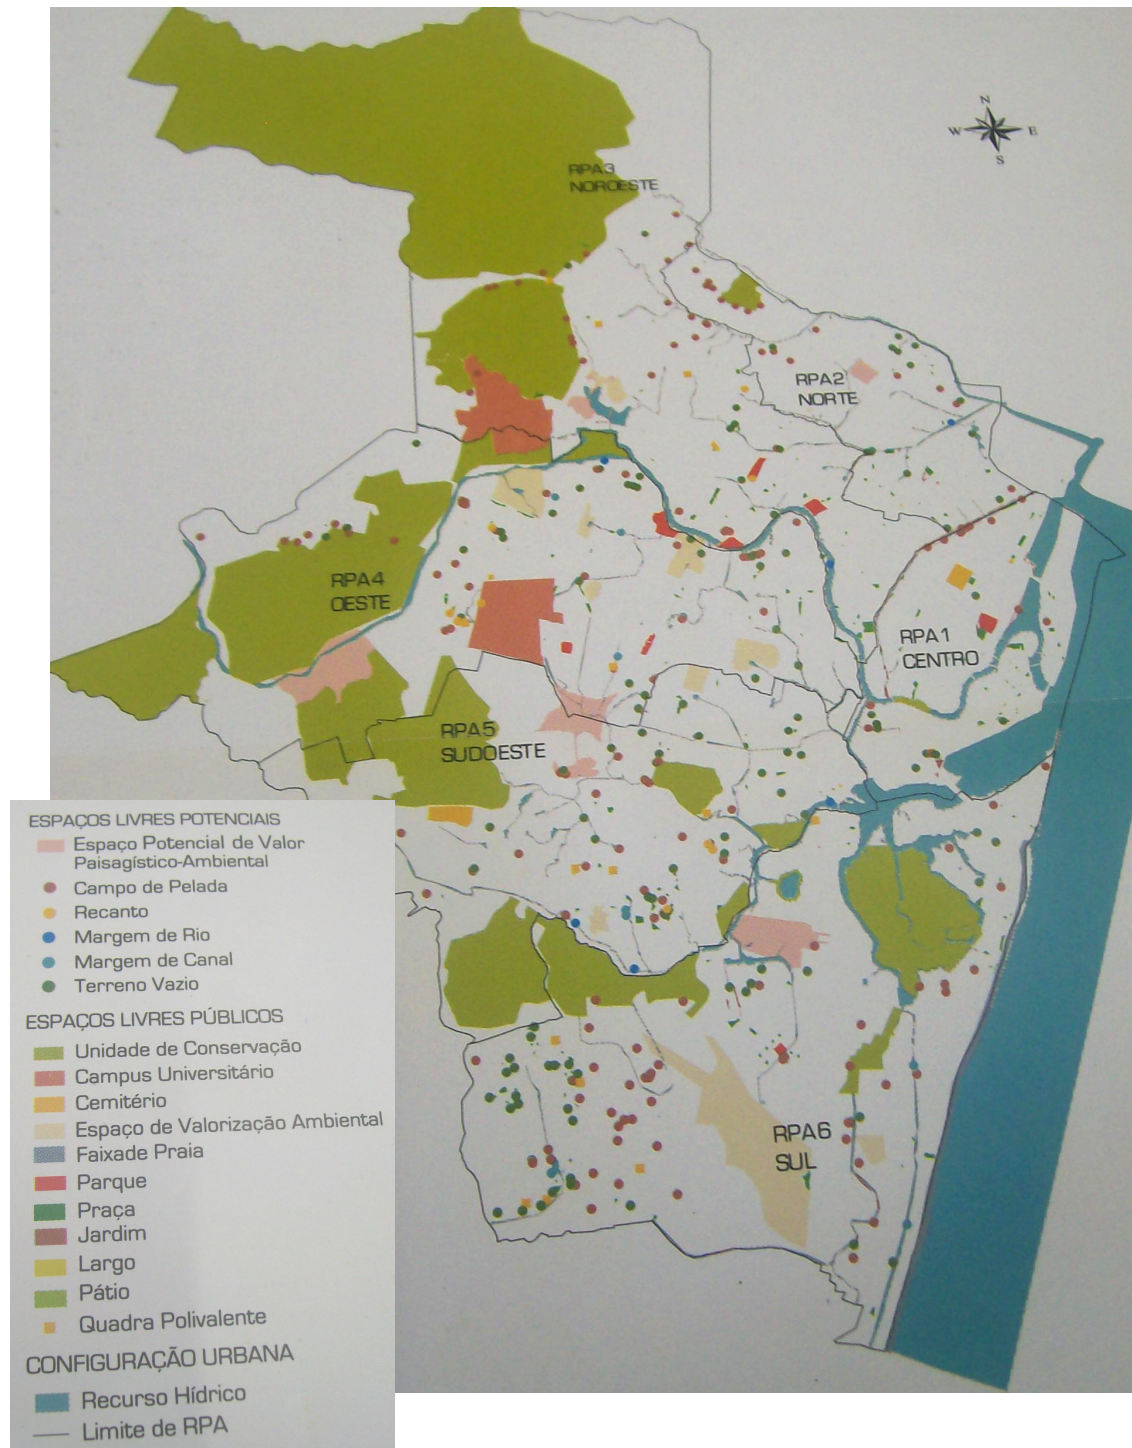 N
W
E
S
RPA3
NOROESTE
RPA2
NORTE
RPA4
OESTE
RPA1
CENTRO
RPA5
SUDOESTE
RPA6
SUL
ESPAÇOS LIVRES POTENCIAIS
Espaço Potencial de Valor
Paisagístico-Ambiental
Campo de Pelada
Recanto
Margem de Rio
Margem de Canal
Terreno Vazio
ESPAÇOS LIVRES PÚBLICOS
Unidade de Conservação
Campus Universitário
Cemitério
Espaço de Valorização Ambiental
Faixade Praia
Parque
Praça
Jardim
Largo
Pátio
Quadra Polivalente
CONFIGURAÇÃO URBANA
Recurso Hídrico
Limite de RPA